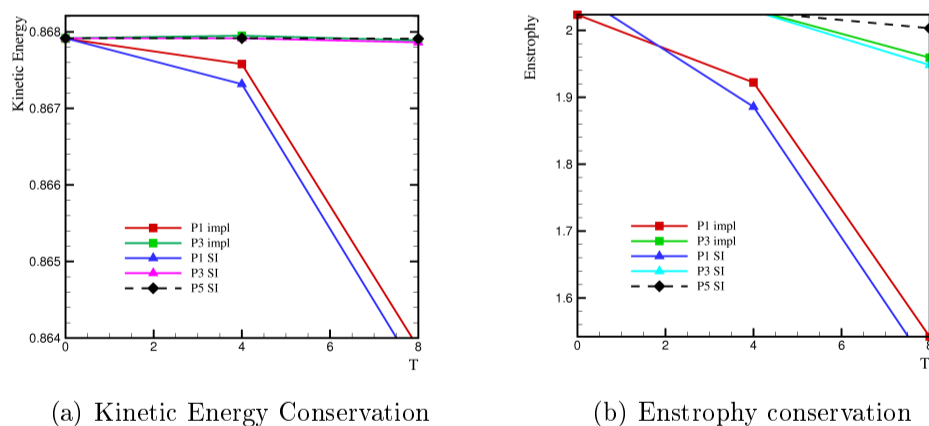 0.868
0.867
0.866
0.865
0.864
Kinetic Energy
P1 impl
P3 impl
P1 SI
P3 SI
P5 SI
0
2
4
6
8
T
(a) Kinetic Energy Conservation
2
1.9
1.8
1.7
1.6
Enstrophy
P1 impl
P3 impl
P1 SI
P3 SI
P5 SI
0
2
4
6
8
T
(b) Enstrophy conservation